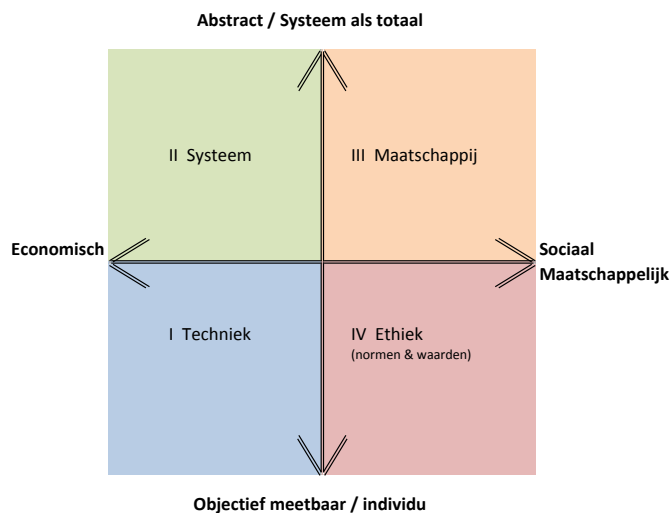 Abstract / Systeem als totaal
II Systeem
III Maatschappij
Economisch
Sociaal
Maatschappelijk
I Techniek
IV Ethiek
(normen & waarden)
Objectief meetbaar / individu